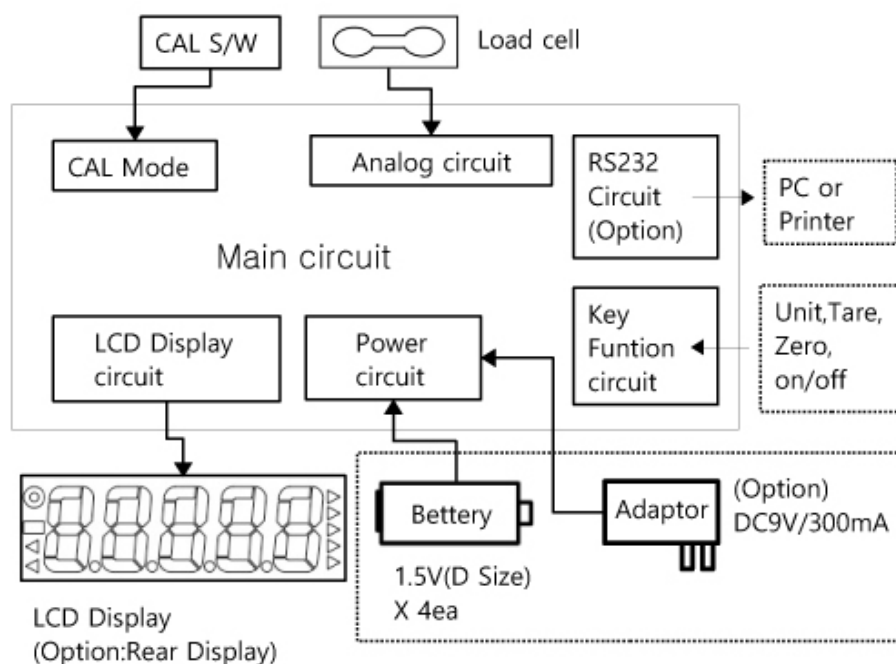 CAL S/W
Load cell
CAL Mode
Analog circuit
RS232
Circuit
(Option)
PC or
Printer
Main circuit
LCD Display
circuit
Power
circuit
Key
Funtion
circuit
Unit,Tare,
Zero,
on/off
Bettery
Adaptor
(Option)
DC9V/300mA
1.5V(D Size)
X 4ea
LCD Display
(Option:Rear Display)